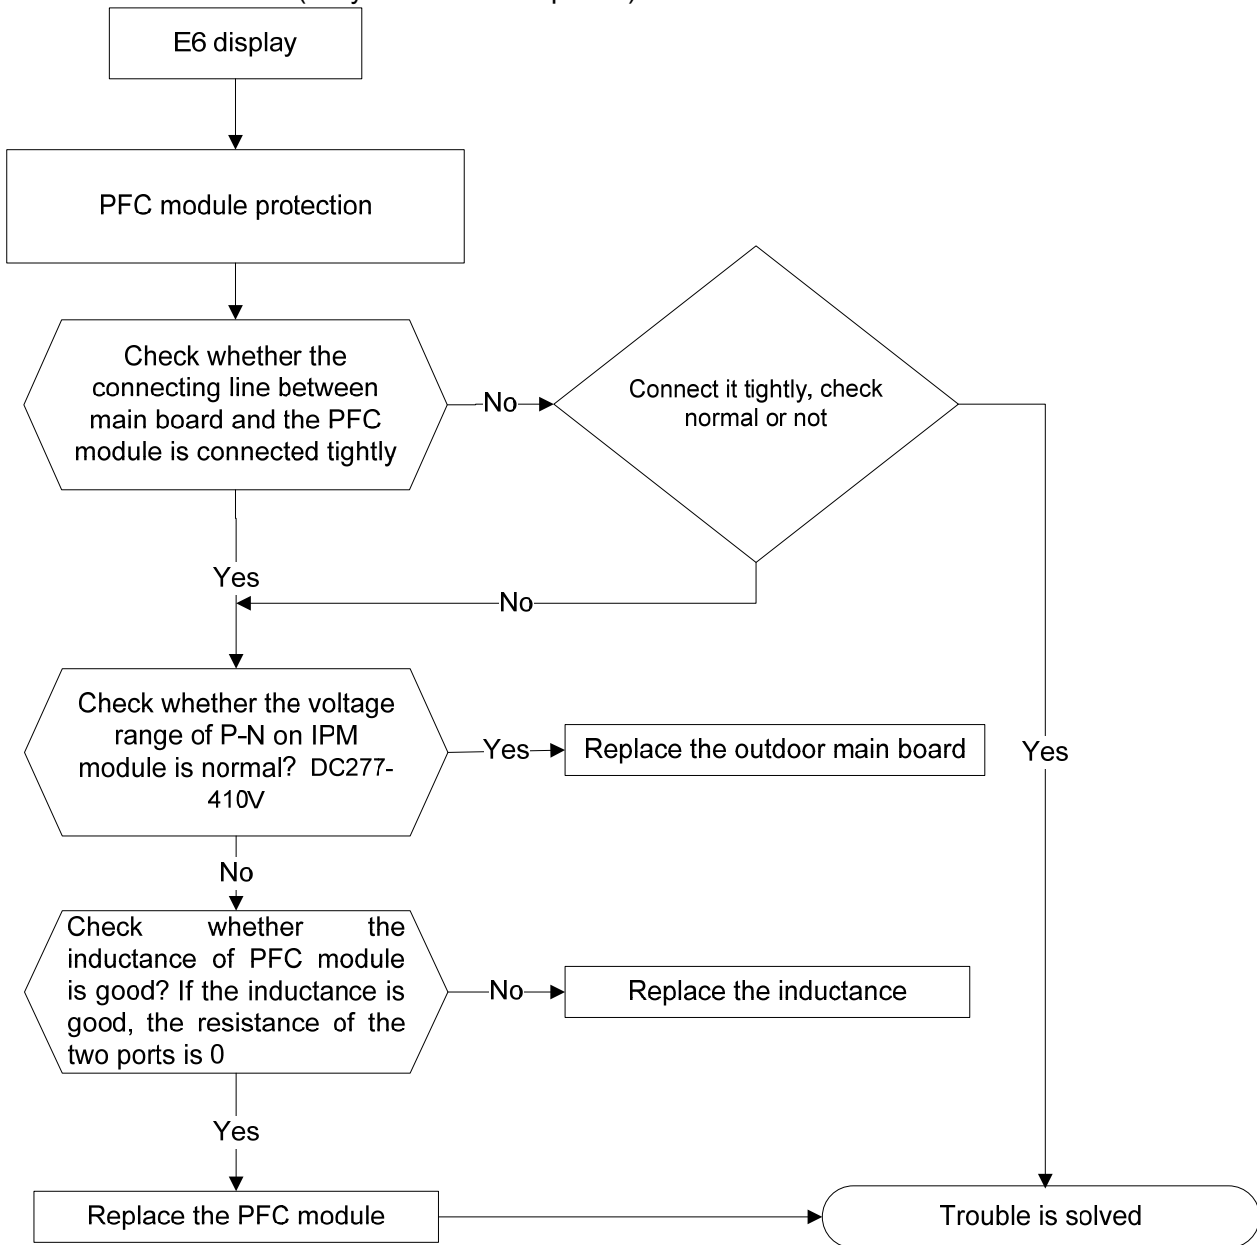 E6 display
PFC module protection
Check whether the
connecting line between
main board and the PFC
module is connected tightly
No
Connect it tightly, check
normal or not
Yes
No
Check whether the voltage
range of P-N on IPM
module is normal? DC277-
410V
Yes
Replace the outdoor main board
Yes
No
Check whether the
inductance of PFC module
is good? If the inductance is
good, the resistance of the
two ports is 0
No
Replace the inductance
Yes
Replace the PFC module
Trouble is solved